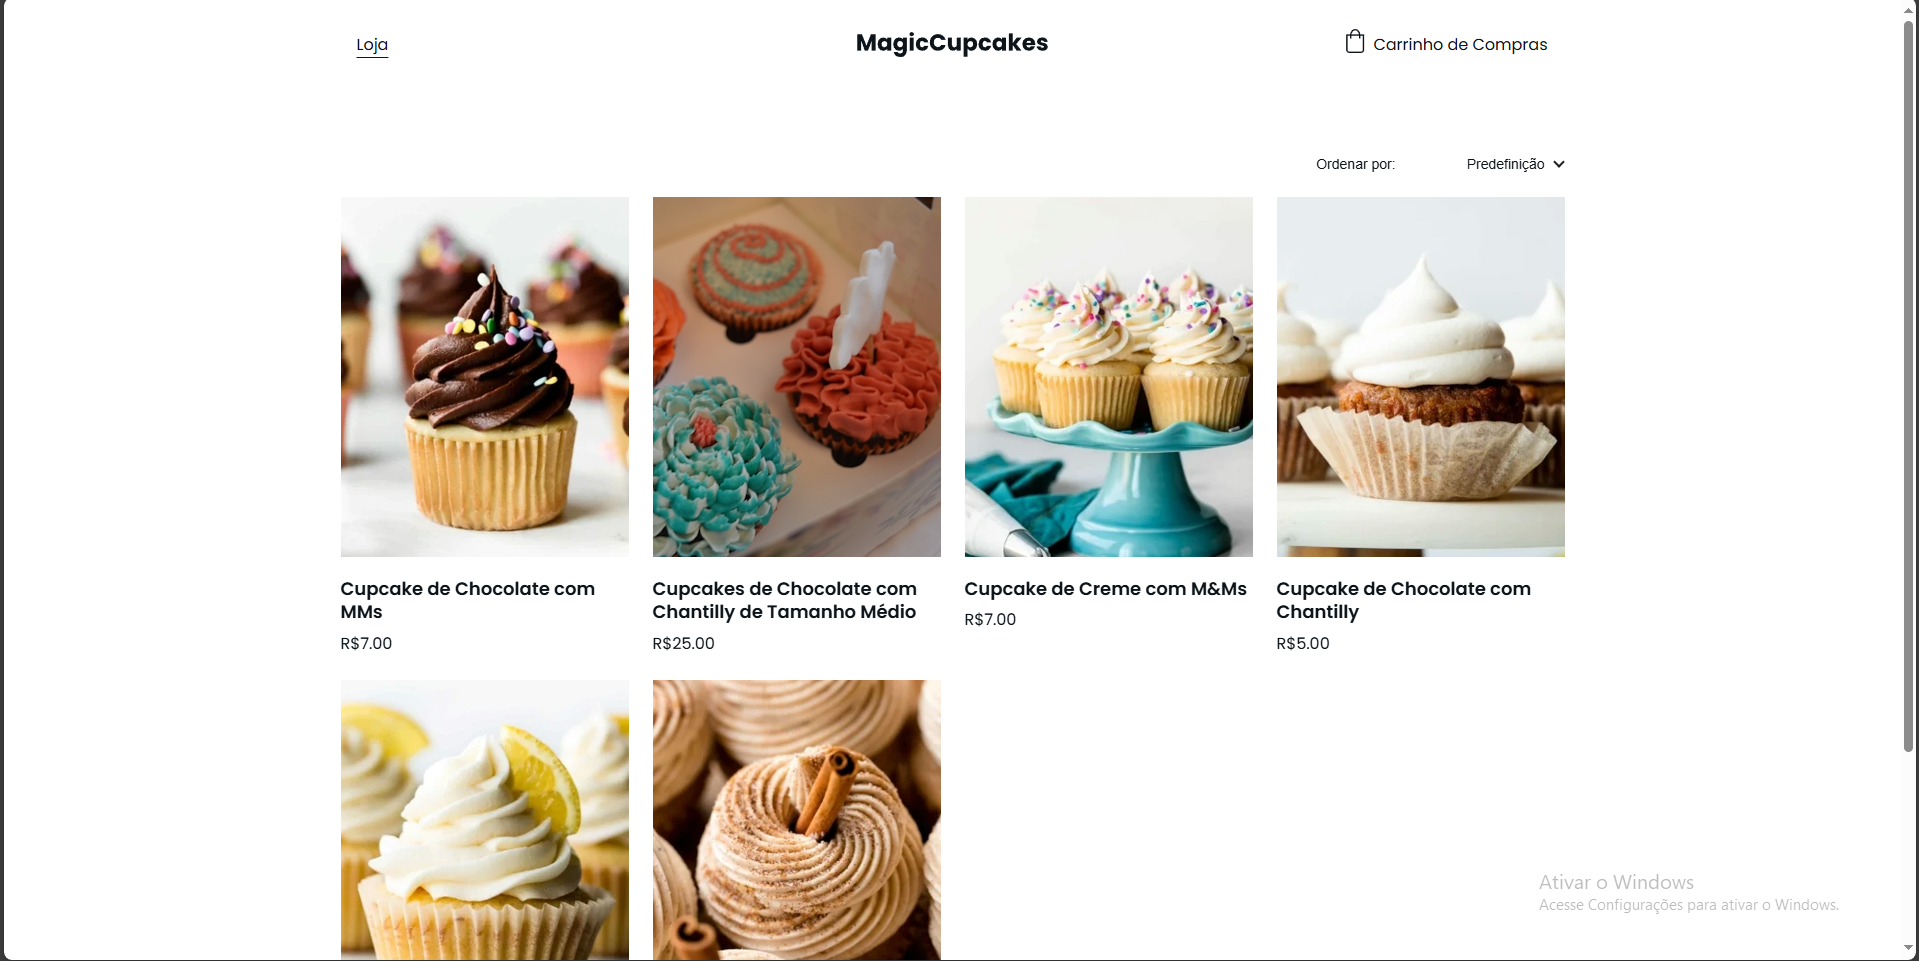 Loja
MagicCupcakes
Carrinho de Compras
Ordenar por:
Predefinição
Cupcake de Chocolate com
MMs
R$7.00
Cupcakes de Chocolate com
Chantilly de Tamanho Médio
R$25.00
Cupcake de Creme com M&Ms
R$7.00
Cupcake de Chocolate com
Chantilly
R$5.00
Ativar o Windows
Acesse Configurações para ativar o Windows.